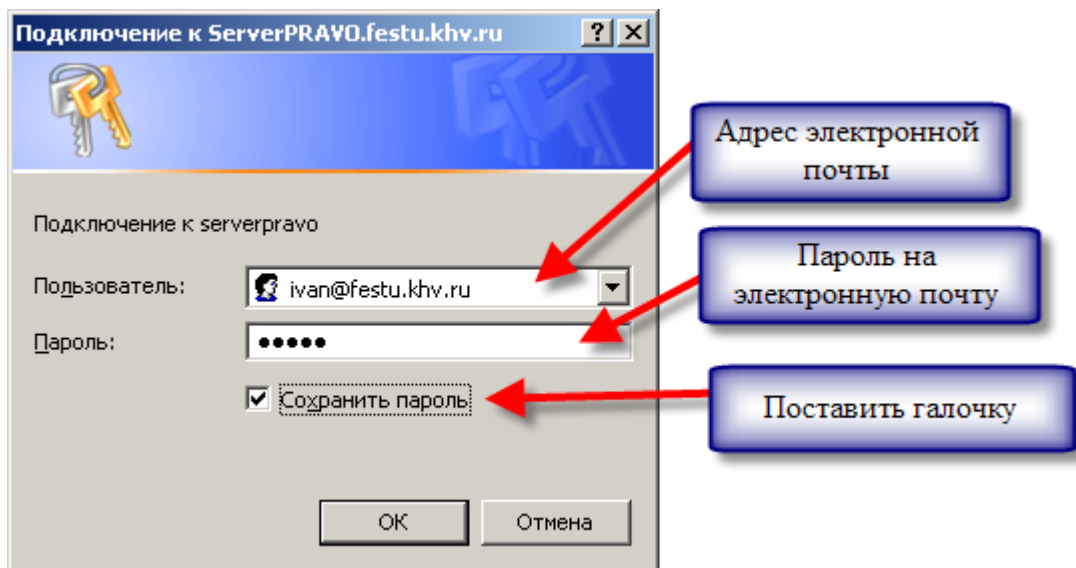 Подключение к ServerPRAVO.festu.khv.ru
Адрес электронной
почты
Подключение к serverpravo
Пользователь:
ivan@festu.khv.ru
Пароль на
электронную почту
Пароль:
●●●●●
Сохранить пароль
Поставить галочку
ОК
Отмена